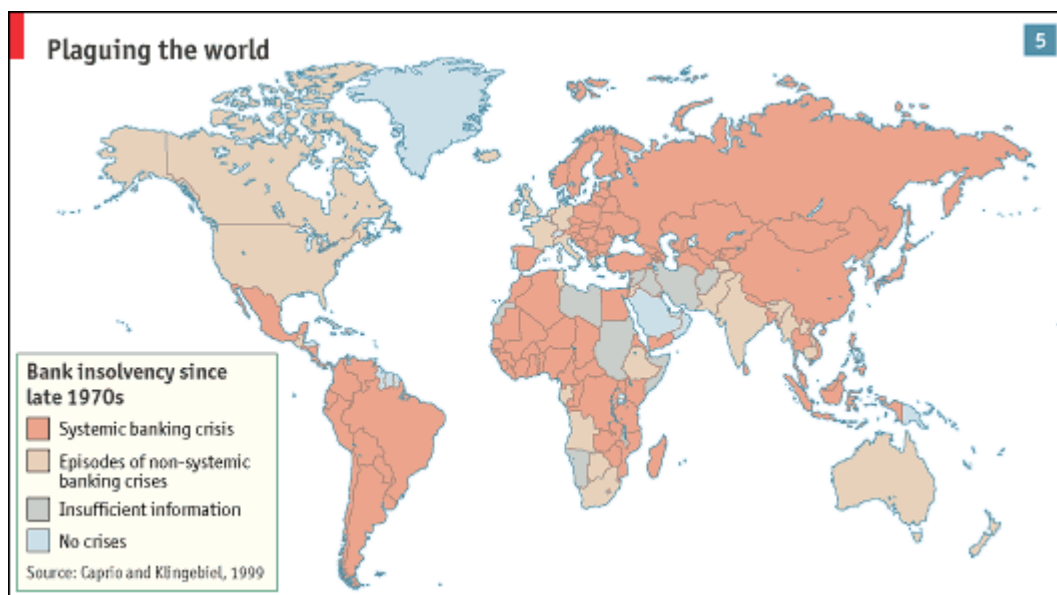 Plaguing the world
5
Bank insolvency since
late 1970s
Systemic banking crisis
Episodes of non-systemic
banking crises
Insufficient information
No crises
Source: Caprio and Klingebiel, 1999